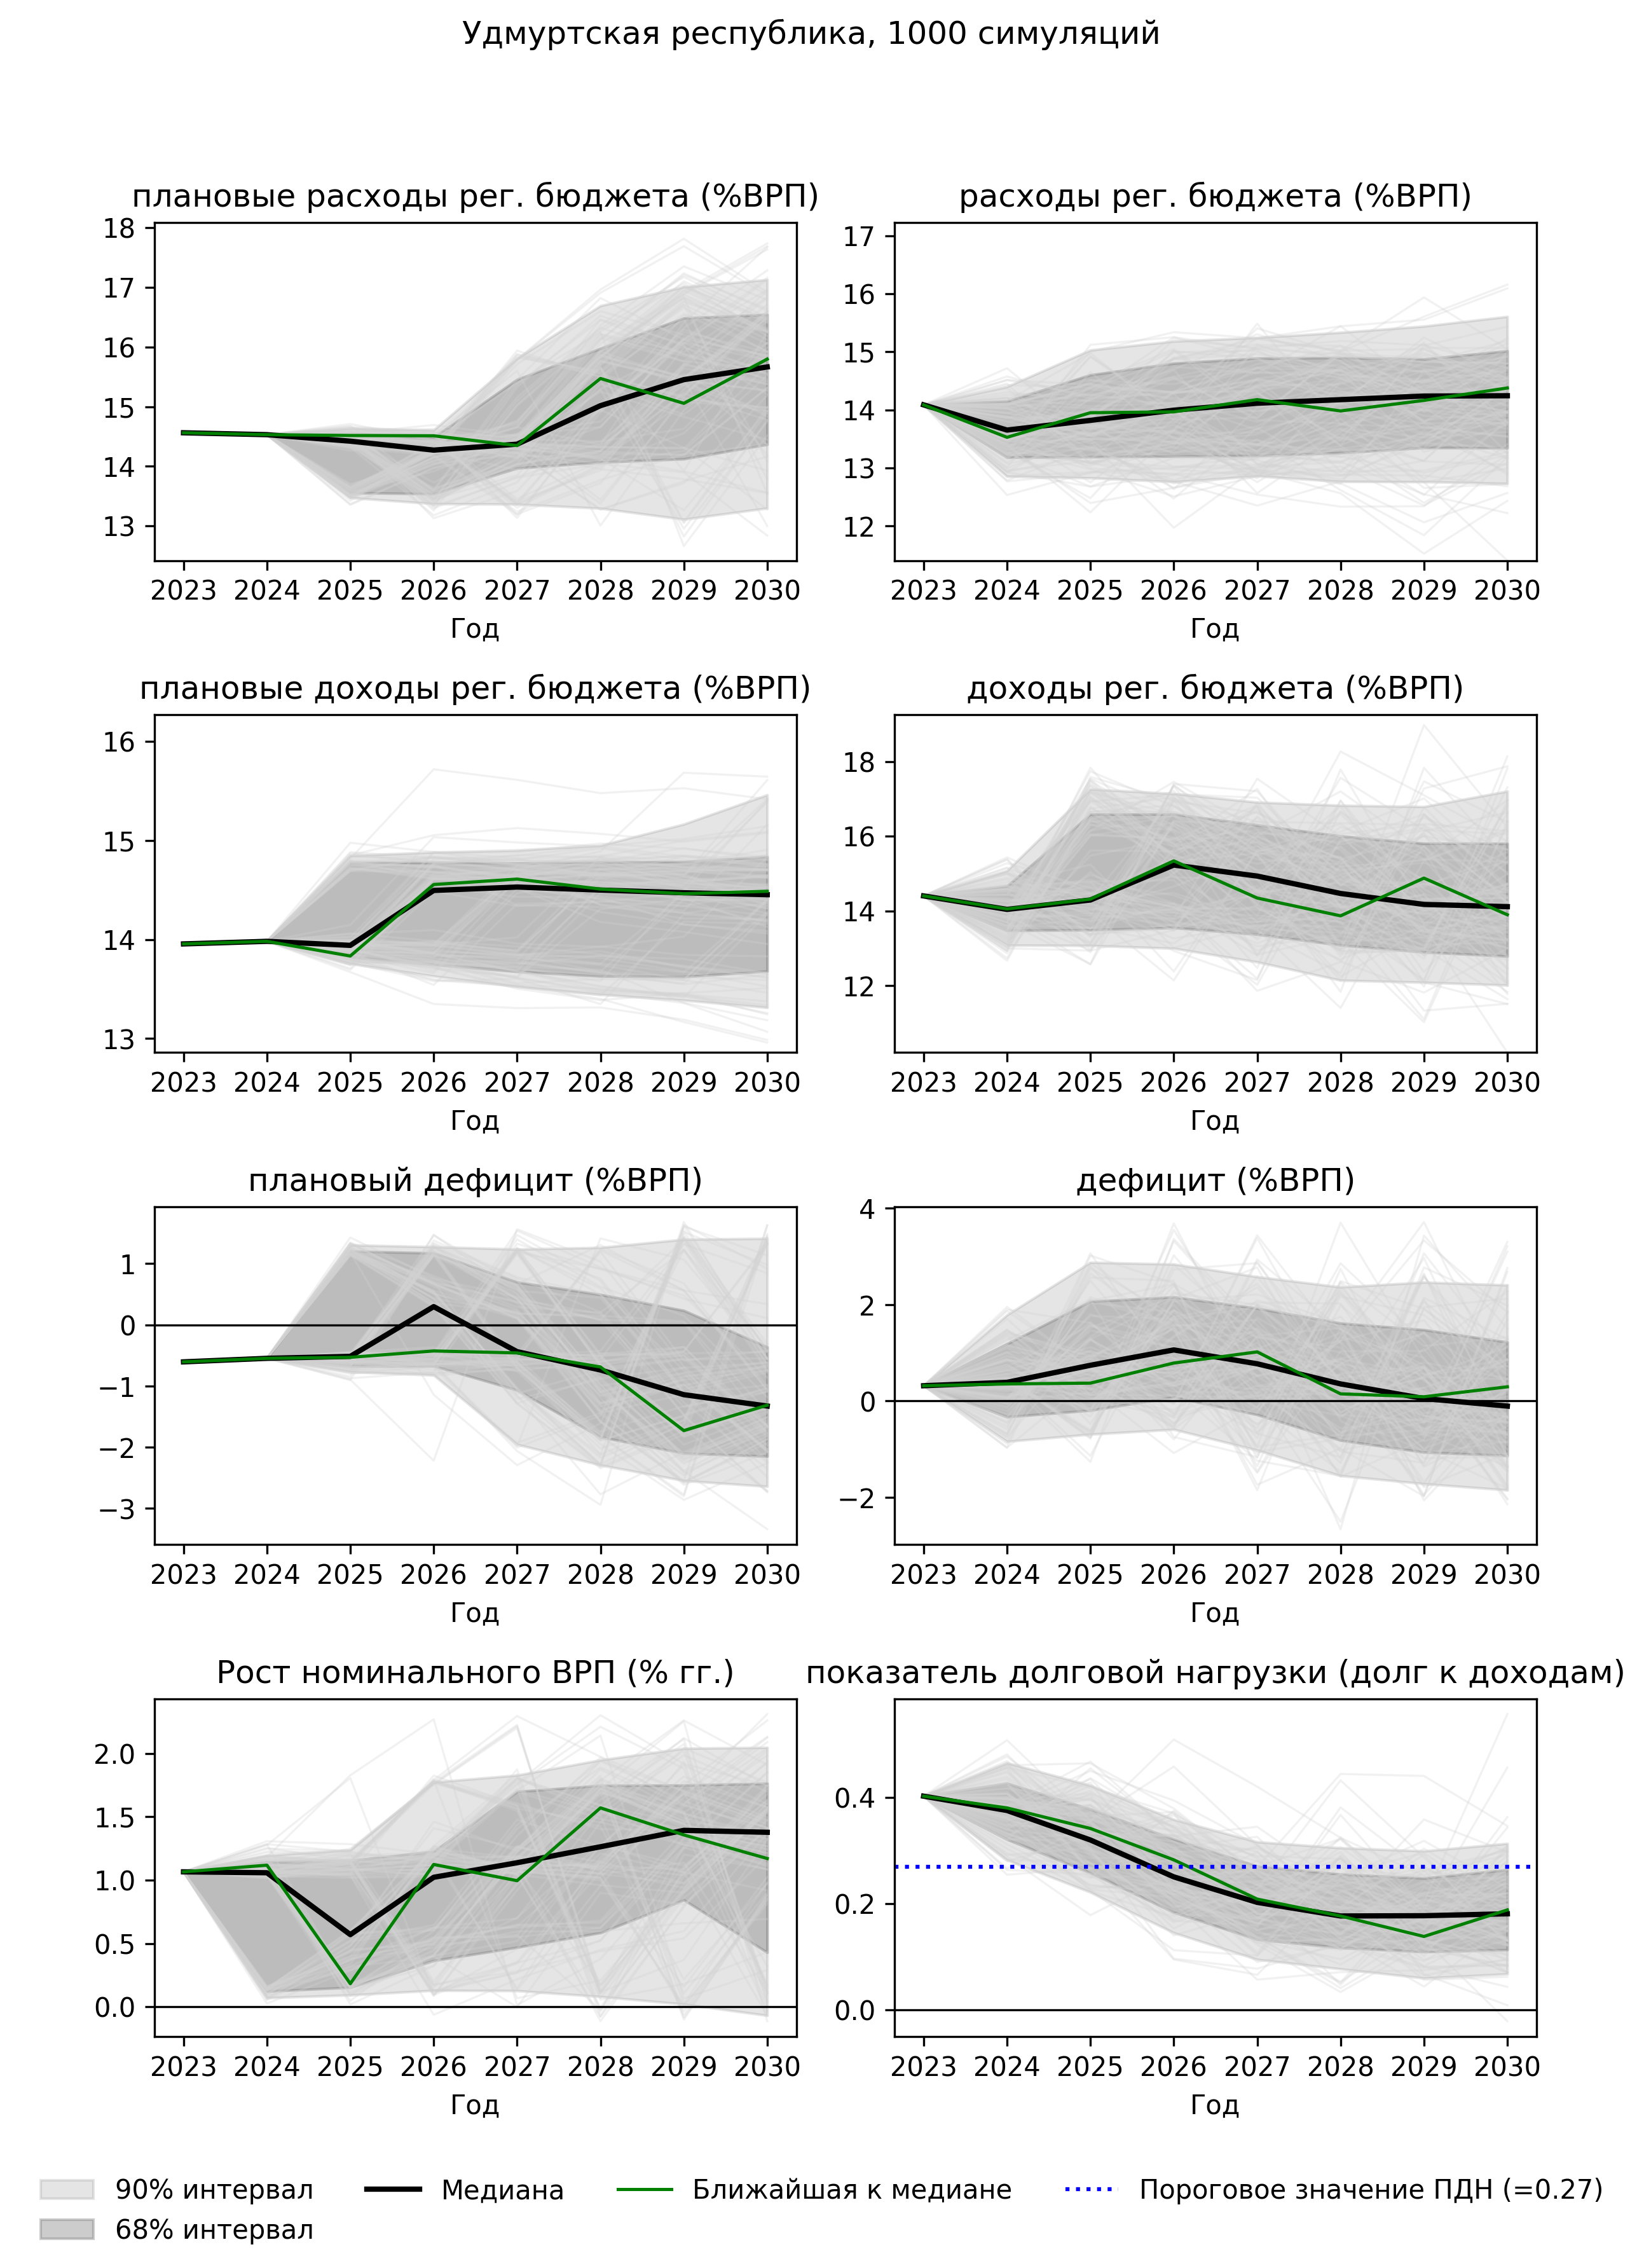 Удмуртская республика, 1000 симуляций
плановые расходы рег. бюджета (%ВРП)
18
17
16
15
14
13
2023 2024 2025 2026 2027 2028 2029 2030
Год
расходы рег. бюджета (%ВРП)
17
16
15
14
13
12
2023 2024 2025 2026 2027 2028 2029 2030
Год
плановые доходы рег. бюджета (%ВРП)
16
15
14
13
2023 2024 2025 2026 2027 2028 2029 2030
Год
доходы рег. бюджета (%ВРП)
18
16
14
12
2023 2024 2025 2026 2027 2028 2029 2030
Год
плановый дефицит (%ВРП)
1
0
−1
−2
−3
2023 2024 2025 2026 2027 2028 2029 2030
Год
дефицит (%ВРП)
4
2
0
−2
2023 2024 2025 2026 2027 2028 2029 2030
Год
Рост номинального ВРП (% гг.)
2.0
1.5
1.0
0.5
0.0
2023 2024 2025 2026 2027 2028 2029 2030
Год
показатель долговой нагрузки (долг к доходам)
0.4
0.2
0.0
2023 2024 2025 2026 2027 2028 2029 2030
Год
90% интервал
68% интервал
Медиана
Ближайшая к медиане
Пороговое значение ПДН (=0.27)